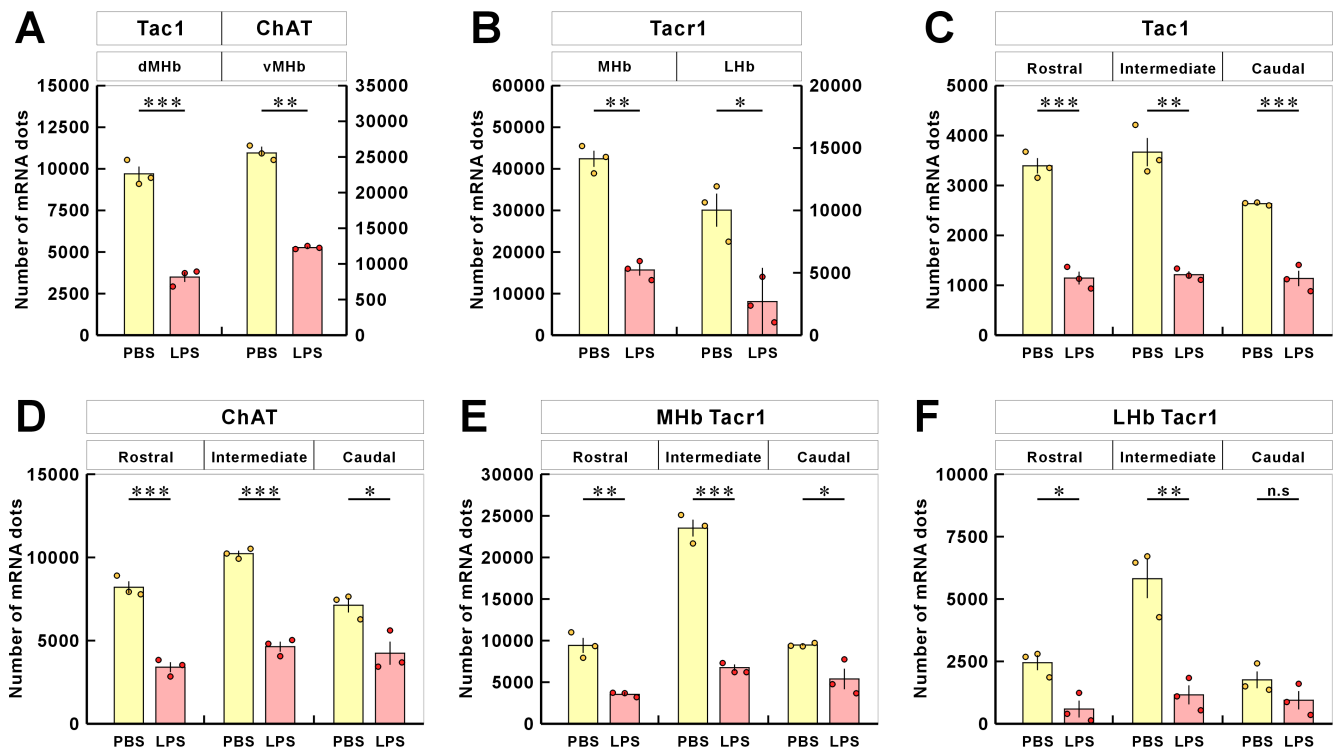 A
Tac1 ChAT
dMHb vMHb
Number of mRNA dots
15000
12500
10000
7500
5000
2500
0
35000
30000
25000
20000
15000
10000
500
0
*** **
PBS LPS PBS LPS
B
Tacr1
MHb LHb
Number of mRNA dots
60000
50000
40000
30000
20000
10000
0
20000
15000
10000
5000
0
** *
PBS LPS PBS LPS
C
Tac1
Rostral Intermediate Caudal
Number of mRNA dots
5000
4000
3000
2000
1000
0
*** ** ***
PBS LPS PBS LPS PBS LPS
D
ChAT
Rostral Intermediate Caudal
Number of mRNA dots
15000
10000
5000
0
*** *** *
PBS LPS PBS LPS PBS LPS
E
MHb Tacr1
Rostral Intermediate Caudal
Number of mRNA dots
30000
25000
20000
15000
10000
5000
0
** *** *
PBS LPS PBS LPS PBS LPS
F
LHb Tacr1
Rostral Intermediate Caudal
Number of mRNA dots
10000
7500
5000
2500
0
* ** n.s
PBS LPS PBS LPS PBS LPS